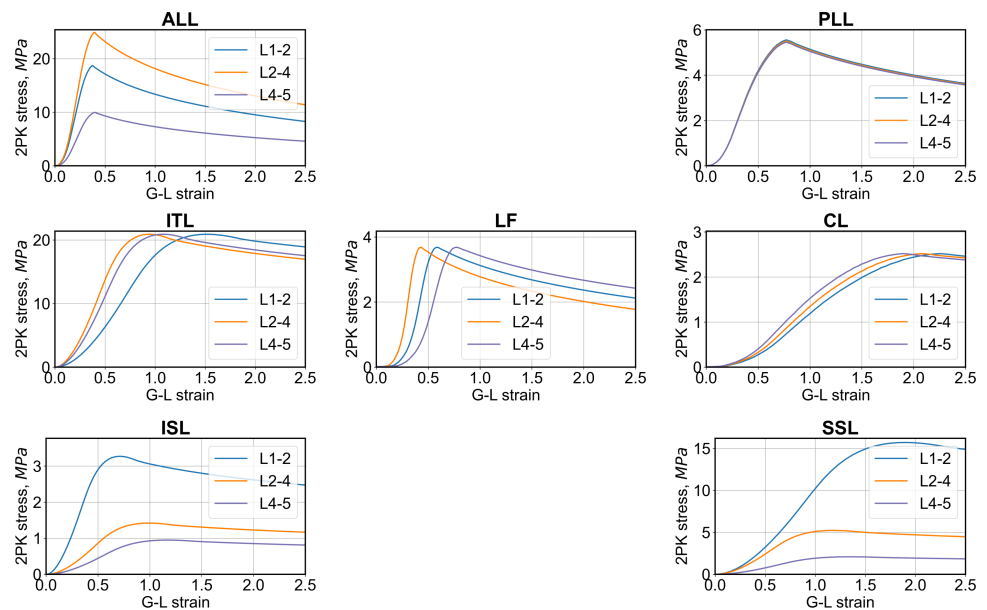 ALL
2PK stress, MPa
20
10
0
L1-2
L2-4
L4-5
0.0 0.5 1.0 1.5 2.0 2.5
G-L strain
PLL
2PK stress, MPa
6
4
2
0
L1-2
L2-4
L4-5
0.0 0.5 1.0 1.5 2.0 2.5
G-L strain
ITL
2PK stress, MPa
20
10
0
L1-2
L2-4
L4-5
0.0 0.5 1.0 1.5 2.0 2.5
G-L strain
LF
2PK stress, MPa
4
2
0
L1-2
L2-4
L4-5
0.0 0.5 1.0 1.5 2.0 2.5
G-L strain
CL
2PK stress, MPa
3
2
1
0
L1-2
L2-4
L4-5
0.0 0.5 1.0 1.5 2.0 2.5
G-L strain
ISL
2PK stress, MPa
3
2
1
0
L1-2
L2-4
L4-5
0.0 0.5 1.0 1.5 2.0 2.5
G-L strain
SSL
2PK stress, MPa
15
10
5
0
L1-2
L2-4
L4-5
0.0 0.5 1.0 1.5 2.0 2.5
G-L strain